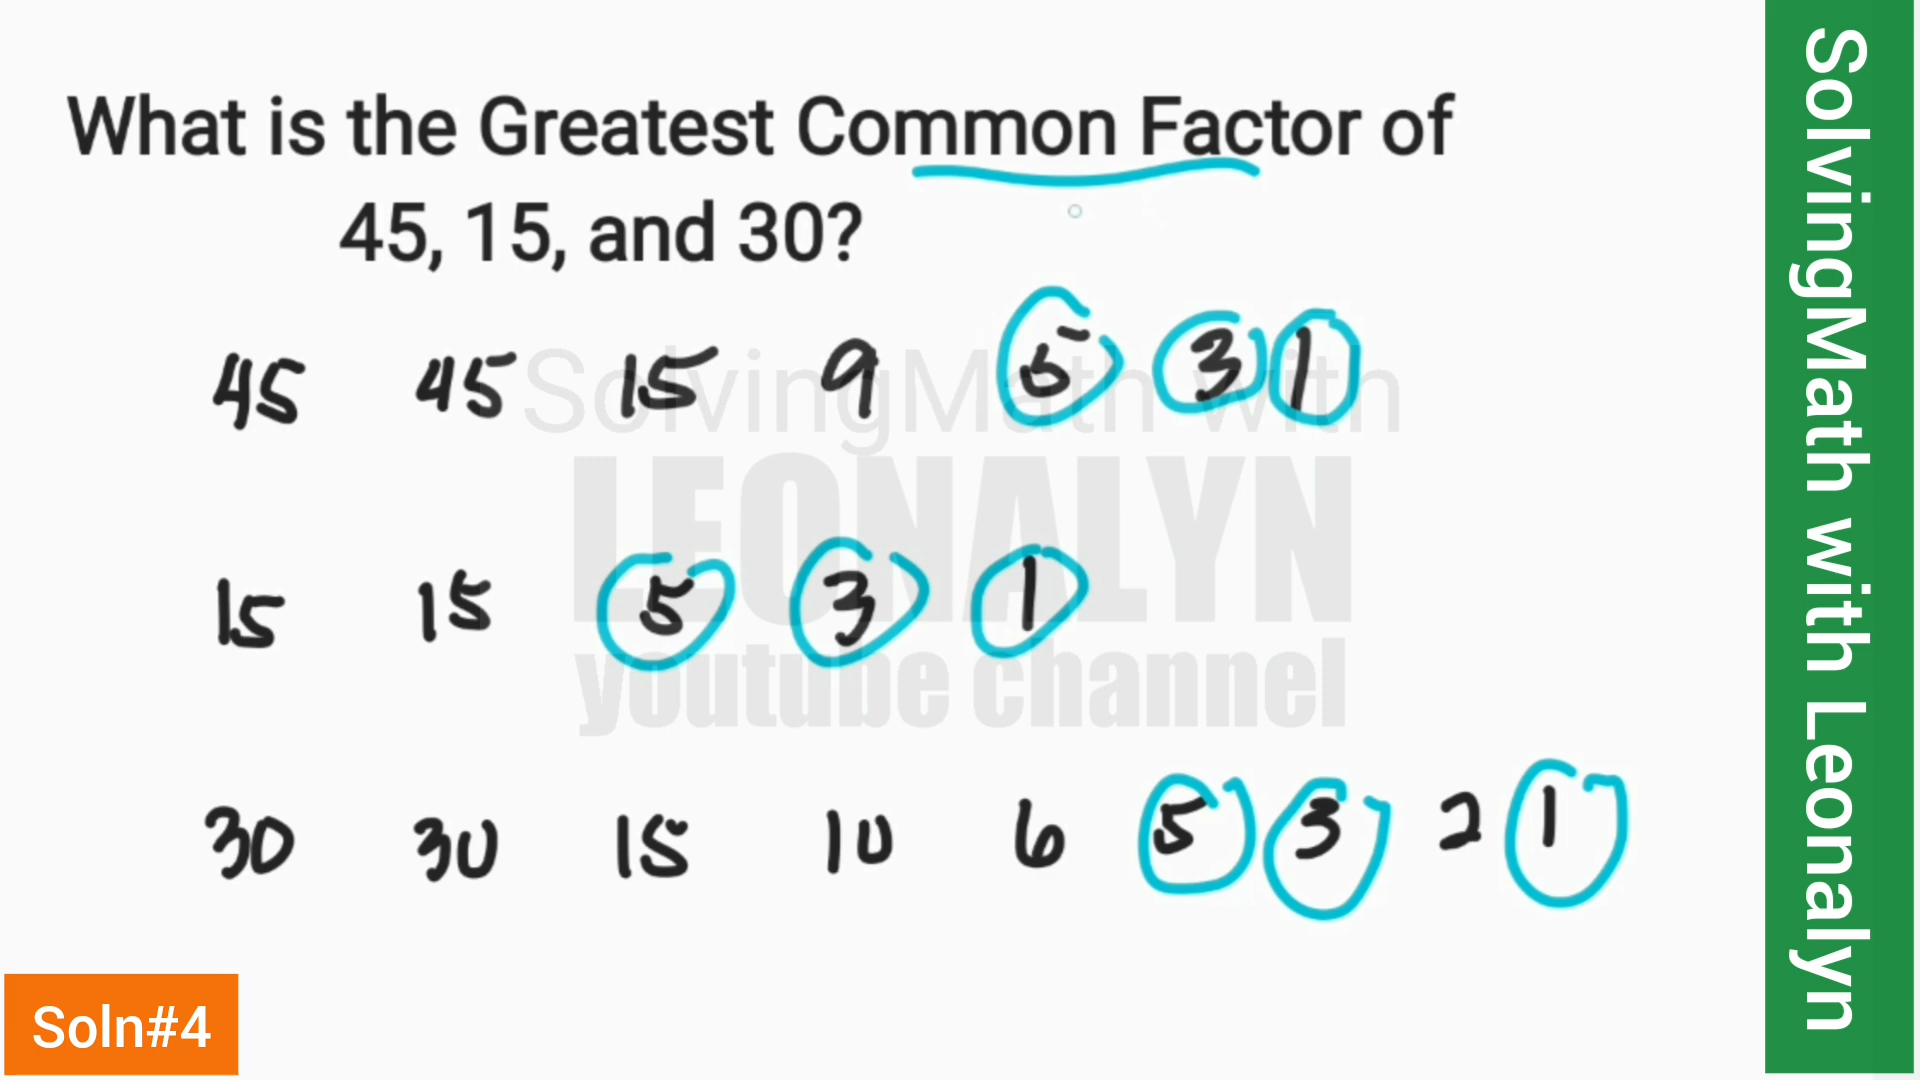 What is the Greatest Common Factor of
45, 15, and 30?
45 45 15 9 5 3 1
SolvingMath with
LEONALYN
15 15 5 3 1
youtube channel
30 30 15 10 6 5 3 2 1
Soln#4
SolvingMath with Leonalyn